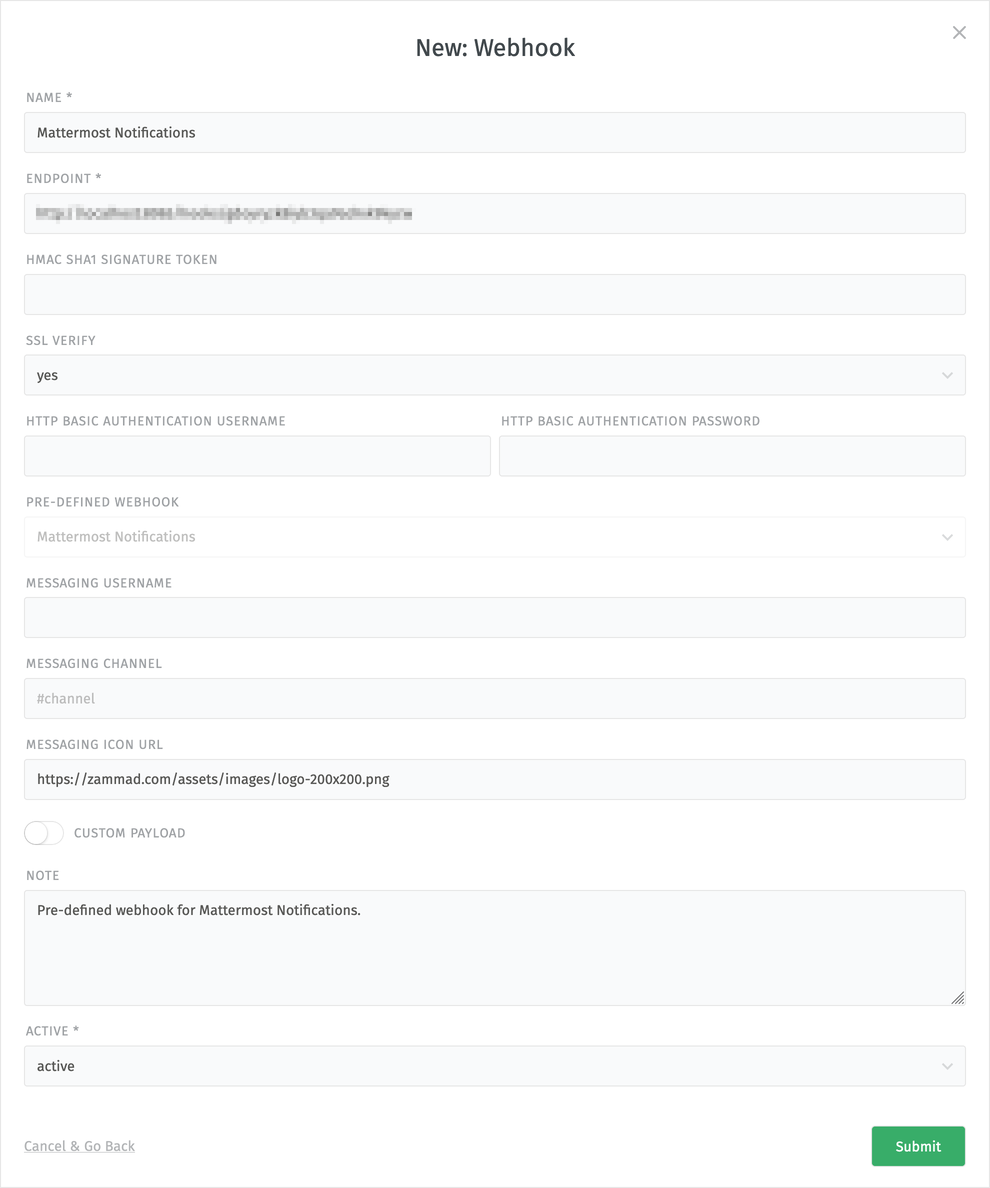 New: Webhook
NAME *
Mattermost Notifications
ENDPOINT *
HMAC SHA1 SIGNATURE TOKEN
SSL VERIFY
yes
HTTP BASIC AUTHENTICATION USERNAME
HTTP BASIC AUTHENTICATION PASSWORD
PRE-DEFINED WEBHOOK
Mattermost Notifications
MESSAGING USERNAME
MESSAGING CHANNEL
#channel
MESSAGING ICON URL
https://zammad.com/assets/images/logo-200x200.png
CUSTOM PAYLOAD
NOTE
Pre-defined webhook for Mattermost Notifications.
ACTIVE *
active
Cancel & Go Back
Submit